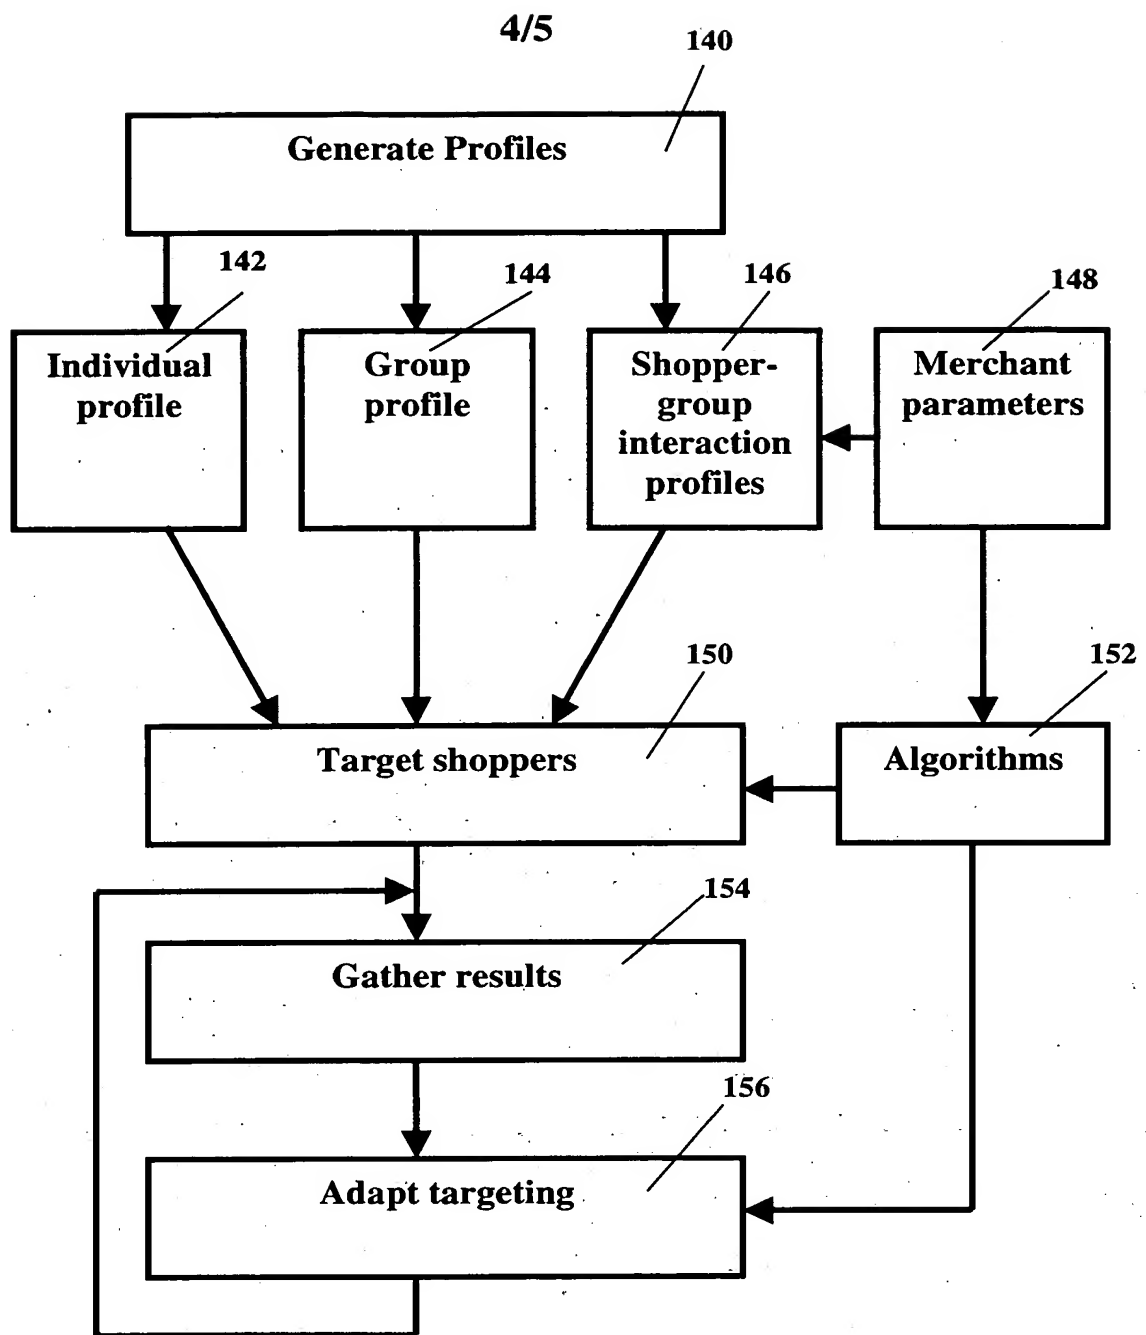 4/5
140
Generate Profiles
142
144
146
148
Individual
profile
Group
profile
Shopper-
group
interaction
profiles
Merchant
parameters
150
152
Target shoppers
Algorithms
154
Gather results
156
Adapt targeting